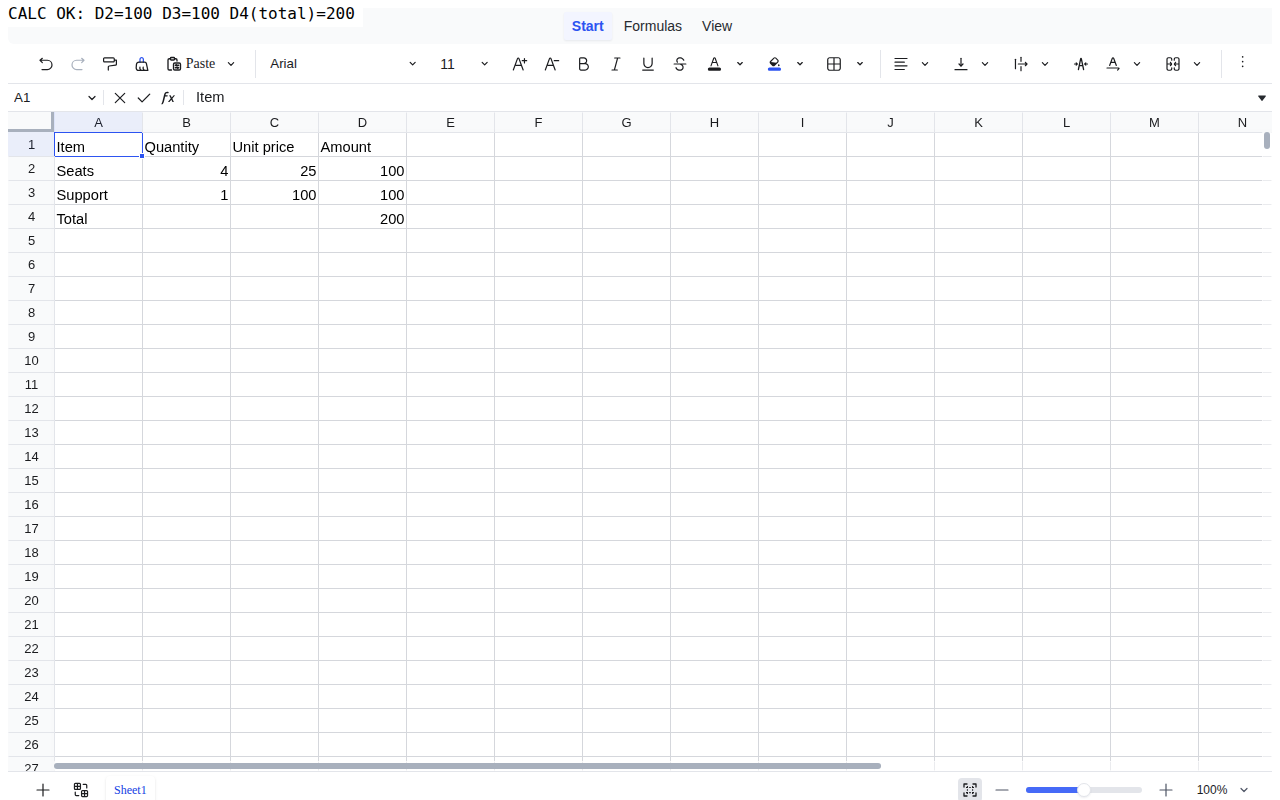 CALC OK: D2=100 D3=100 D4(total)=200
Start Formulas View
Paste Arial 11
A1 fx Item
A B C D E F G H I J K L M N
1 Item Quantity Unit price Amount
2 Seats 4 25 100
3 Support 1 100 100
4 Total 200
5
6
7
8
9
10
11
12
13
14
15
16
17
18
19
20
21
22
23
24
25
26
27
Sheet1 100%